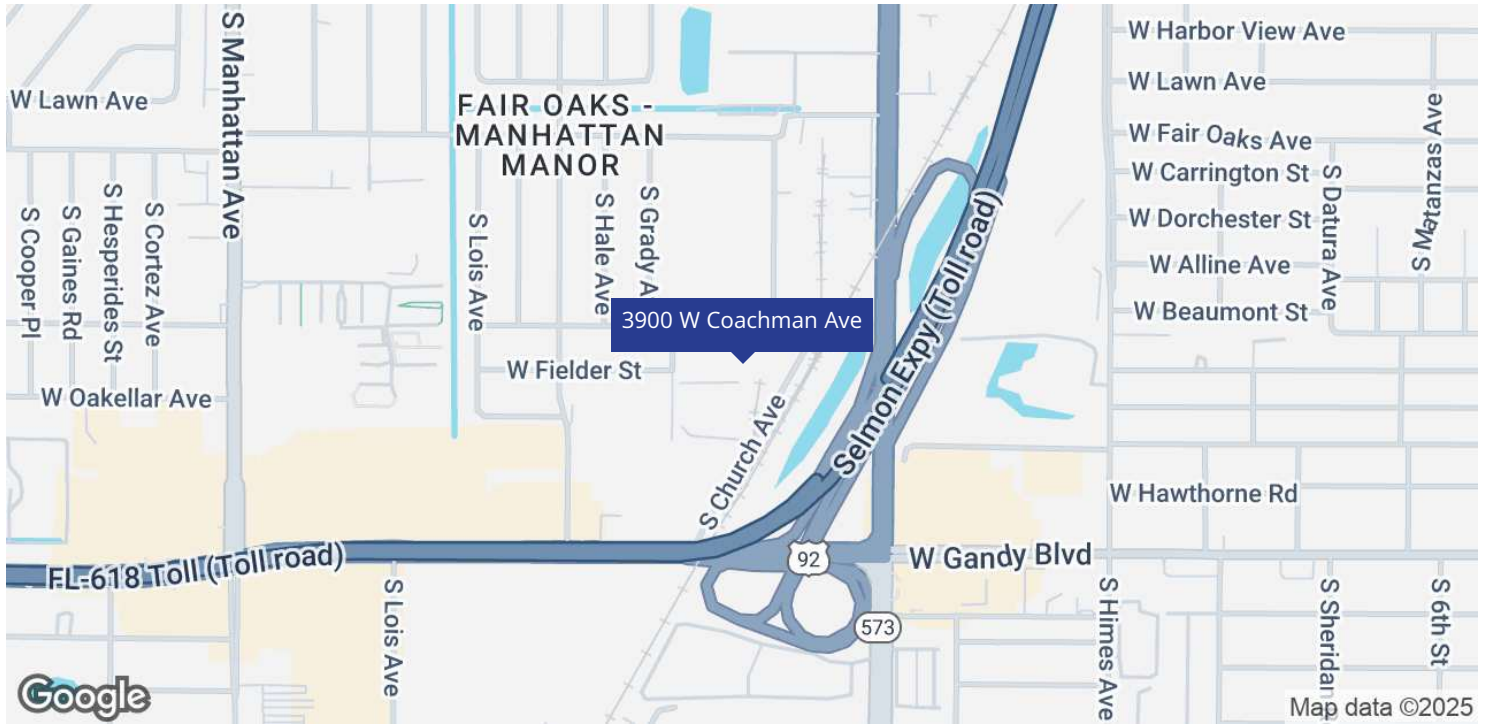 S Manhattan Ave
W Harbor View Ave
W Lawn Ave
W Lawn Ave
FAIR OAKS -
MANHATTAN
MANOR
S Matanzas Ave
W Fair Oaks Ave
W Carrington St
S Datura Ave
S Cooper Pl
S Gaines Rd
S Hesperides St
S Cortez Ave
S Lois Ave
S Hale Ave
S Grady A
W Dorchester St
W Alline Ave
W Beaumont St
3900 W Coachman Ave
Selmon Expy (Toll road)
W Fielder St
W Oakellar Ave
S Church Ave
W Hawthorne Rd
FL-618 Toll (Toll road)
92
W Gandy Blvd
S Lois Ave
573
S Himes Ave
S Sheridan
S 6th St
Google
Map data ©2025